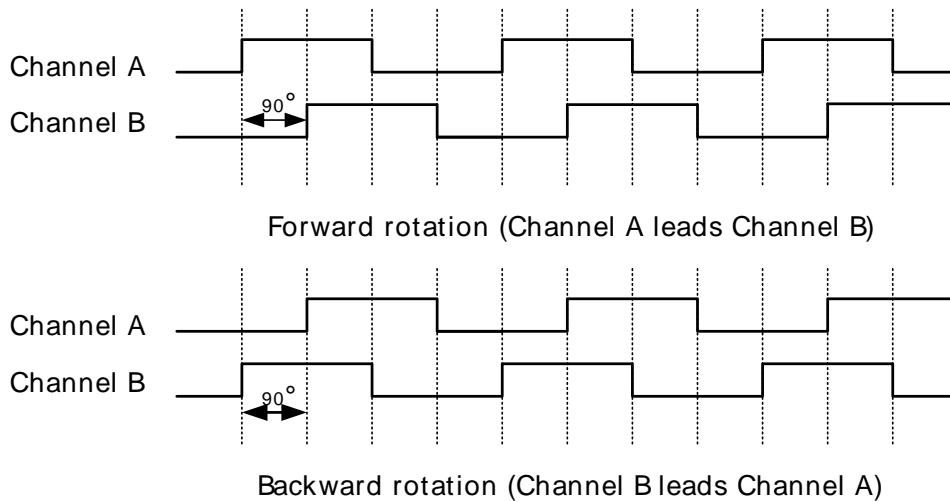 Channel A
90°
Channel B
Forward rotation (Channel A leads Channel B)
Channel A
Channel B
90°
Backward rotation (Channel B leads Channel A)